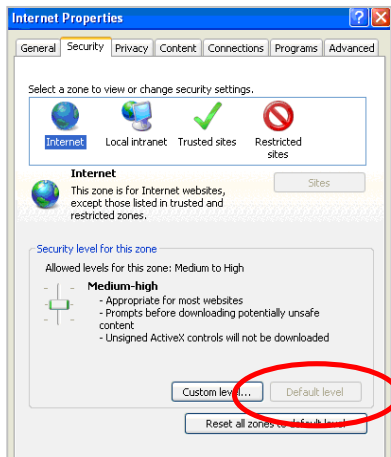 Internet Properties
General Security Privacy Content Connections Programs Advanced
Select a zone to view or change security settings.
Internet Local intranet Trusted sites Restricted sites
Internet
Sites
This zone is for Internet websites,
except those listed in trusted and
restricted zones.
Security level for this zone
Allowed levels for this zone: Medium to High
Medium-high
- Appropriate for most websites
- Prompts before downloading potentially unsafe
content
- Unsigned ActiveX controls will not be downloaded
Custom level... Default level
Reset all zones to default level